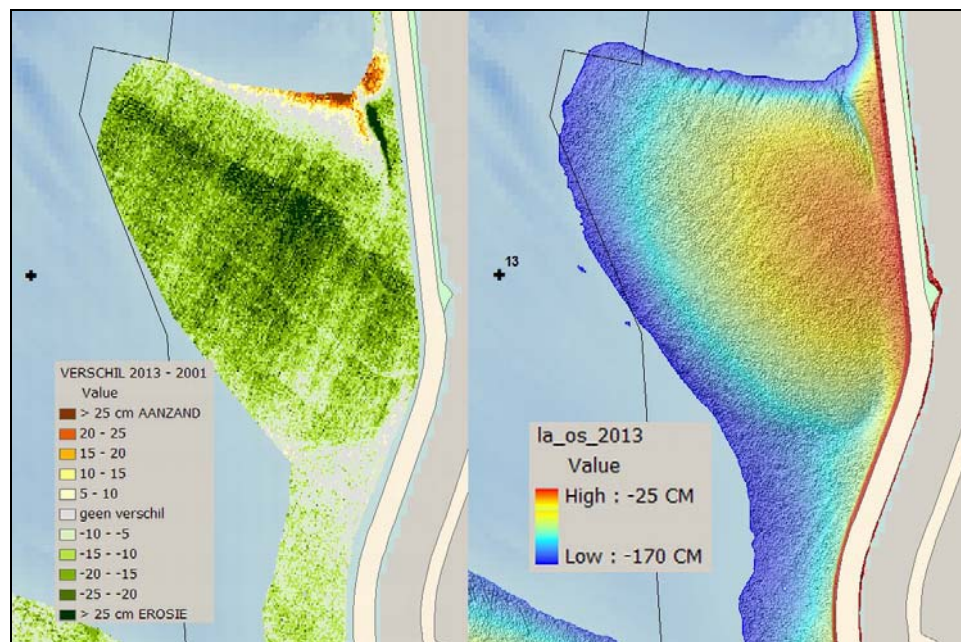 VERSCHIL 2013 - 2001
Value
> 25 cm AANZAND
20 - 25
15 - 20
10 - 15
5 - 10
geen verschil
-10 - -5
-15 - -10
-20 - -15
-25 - -20
> 25 cm EROSIE
13
la_os_2013
Value
High : -25 CM
Low : -170 CM